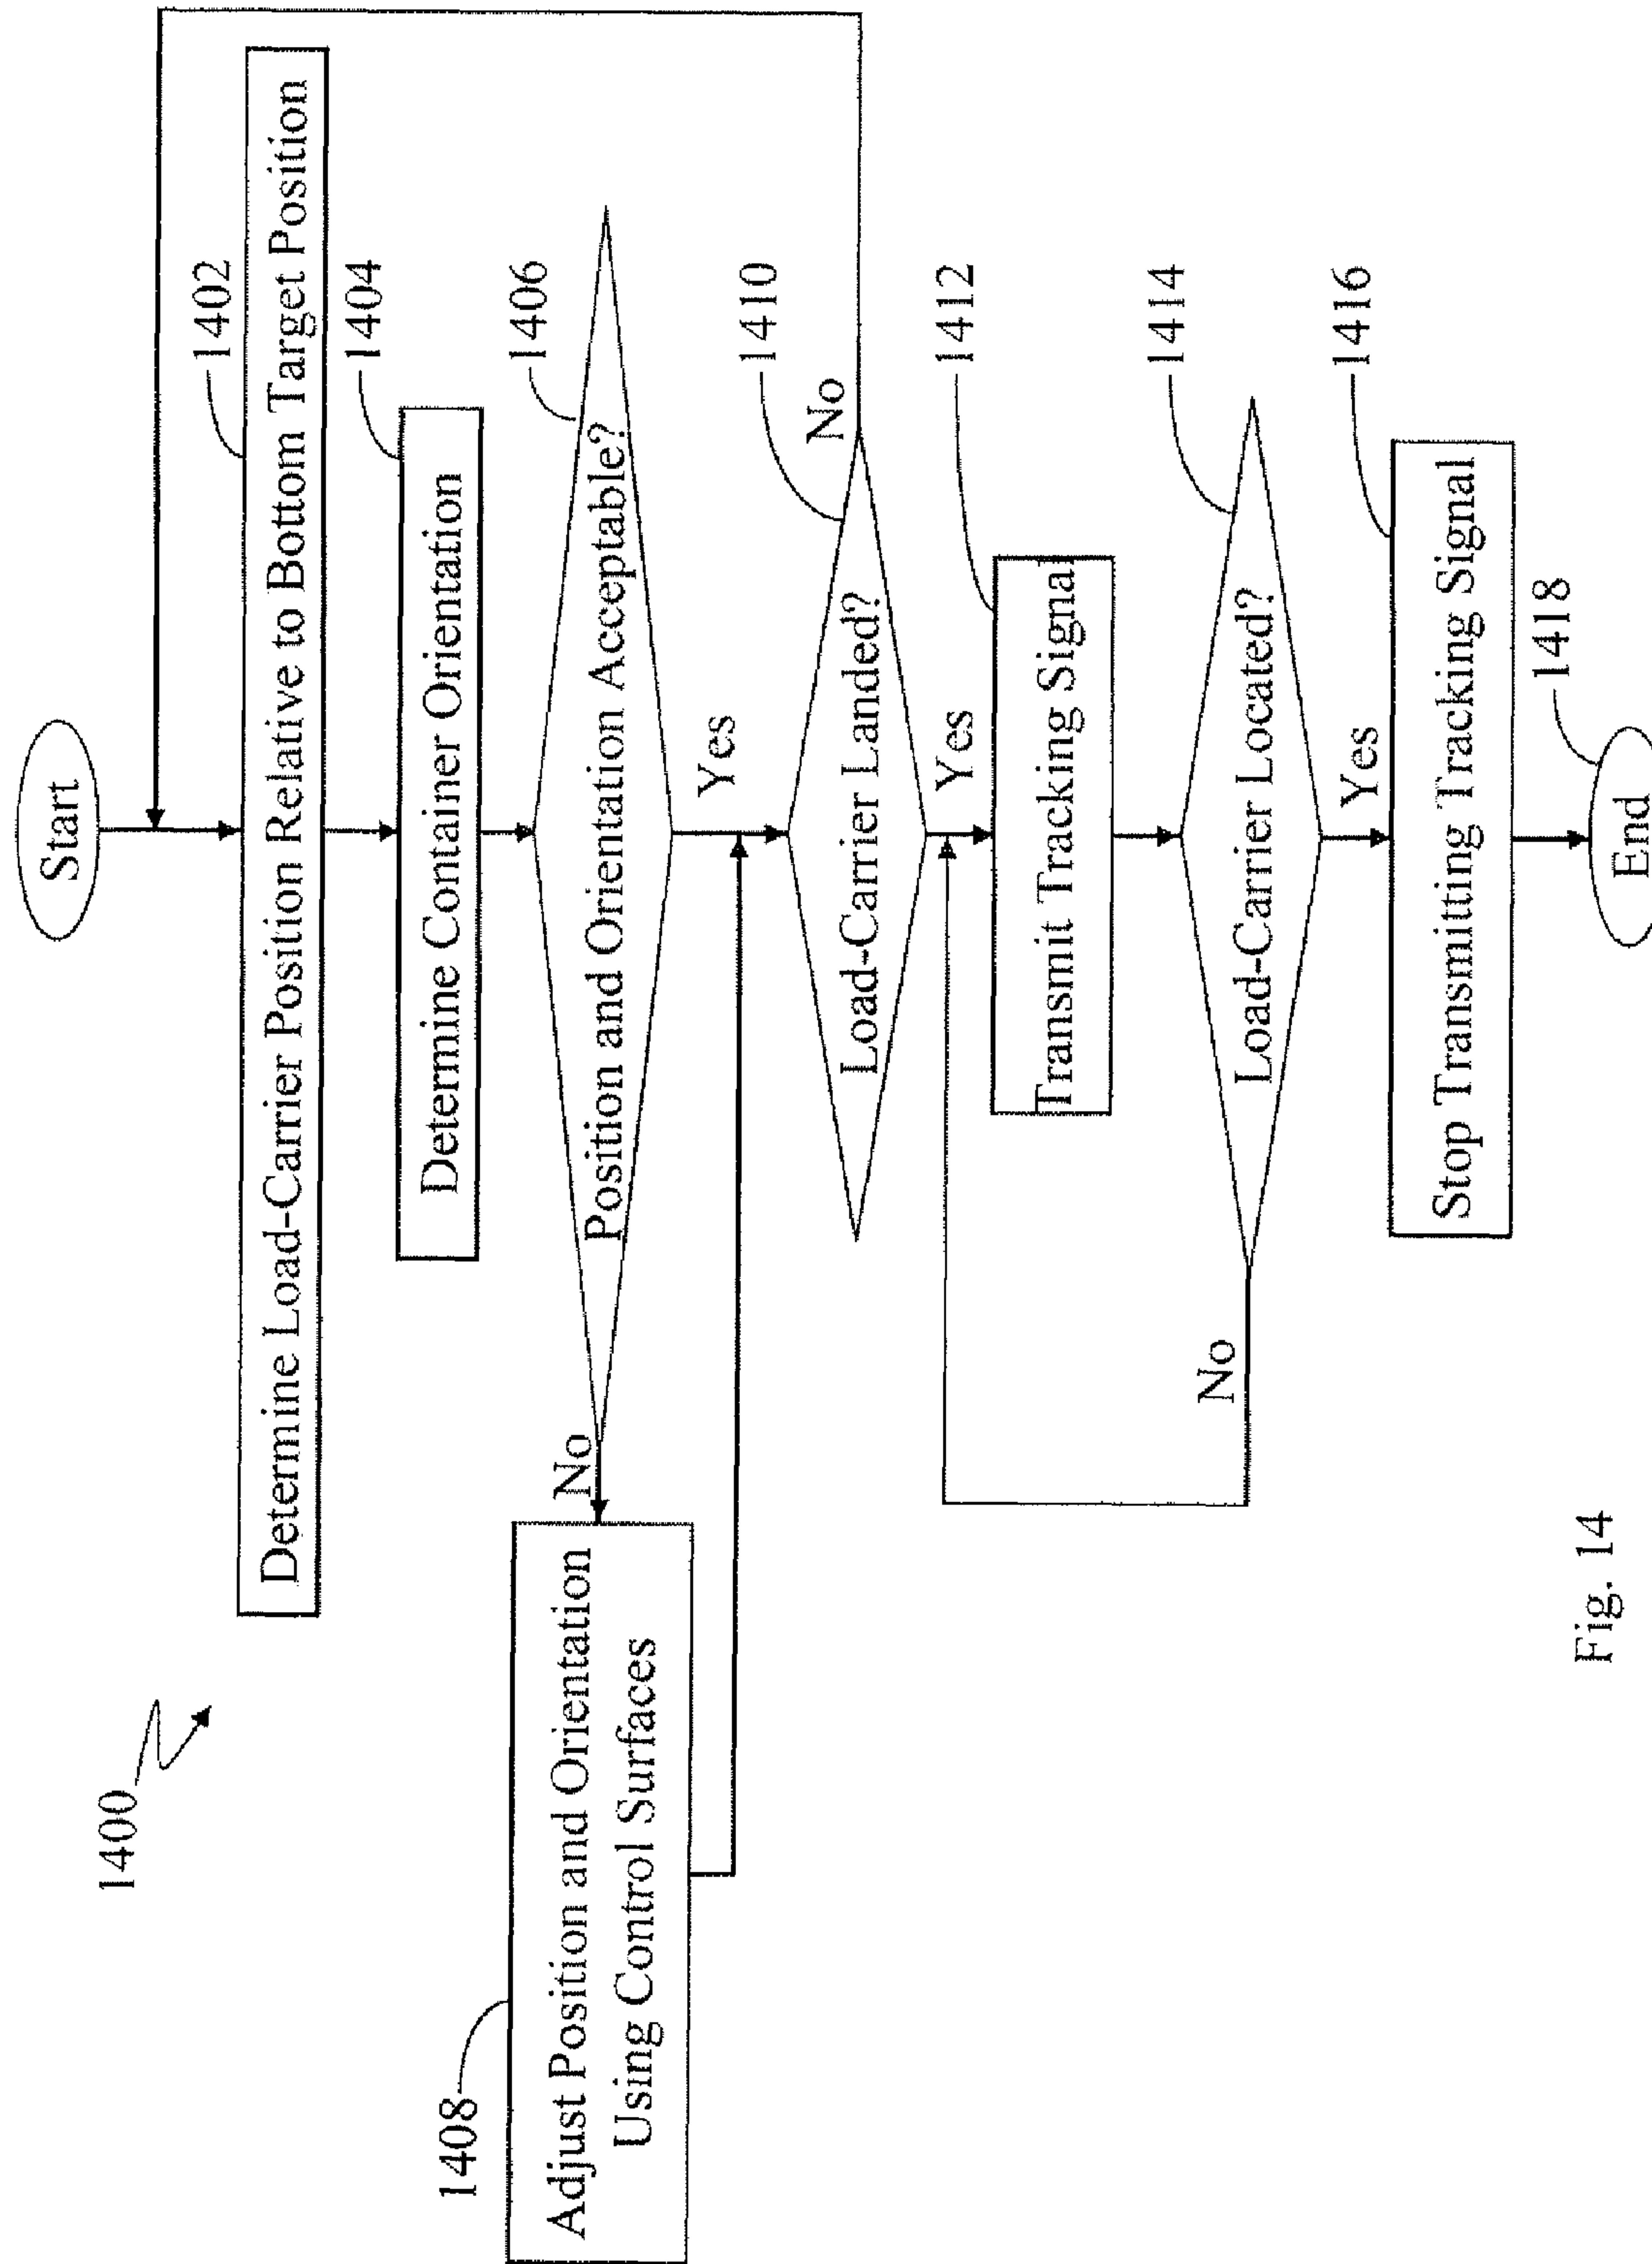 1400
Start
1402
Determine Load-Carrier Position Relative to Bottom Target Position
1404
Determine Container Orientation
1406
Position and Orientation Acceptable?
No
Yes
1408
Adjust Position and Orientation
Using Control Surfaces
1410
Load-Carrier Landed?
No
Yes
1412
Transmit Tracking Signal
1414
Load-Carrier Located?
No
Yes
1416
Stop Transmitting Tracking Signal
1418
End
Fig. 14